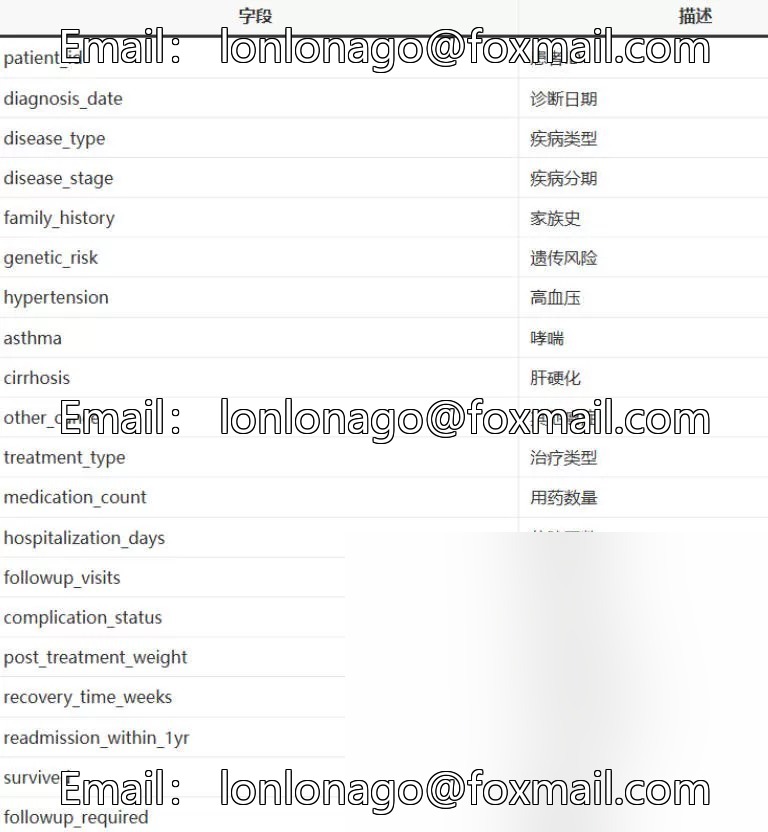 字段 描述
Email： lonlonago@foxmail.com
patient_id
diagnosis_date 诊断日期
disease_type 疾病类型
disease_stage 疾病分期
family_history 家族史
genetic_risk 遗传风险
hypertension 高血压
asthma 哮喘
cirrhosis 肝硬化
Email： lonlonago@foxmail.com
treatment_type 治疗类型
medication_count 用药数量
hospitalization_days
followup_visits
complication_status
post_treatment_weight
recovery_time_weeks
readmission_within_1yr
Email： lonlonago@foxmail.com
followup_required